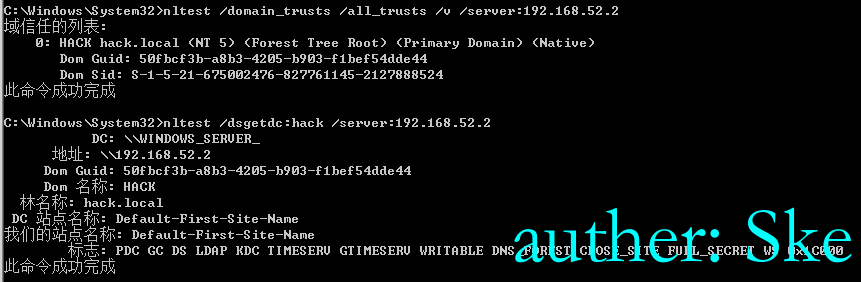 C:\Windows\System32>nltest /domain_trusts /all_trusts /v /server:192.168.52.2
域信任的列表:
0: HACK hack.local (NT 5) (Forest Tree Root) (Primary Domain) (Native)
Dom Guid: 50fbcf3b-a8b3-4205-b903-f1bef54dde44
Dom Sid: S-1-5-21-675002476-827761145-2127888524
此命令成功完成
C:\Windows\System32>nltest /dsgetdc:hack /server:192.168.52.2
DC: \\WINDOWS_SERVER_
地址: \\192.168.52.2
Dom Guid: 50fbcf3b-a8b3-4205-b903-f1bef54dde44
Dom 名称: HACK
林名称: hack.local
DC 站点名称: Default-First-Site-Name
我们的站点名称: Default-First-Site-Name
标志: PDC GC DS LDAP KDC TIMESERV GTIMESERV WRITABLE DNS_FOREST CLOSE_SITE FULL_SECRET WS
此命令成功完成
auther: Ske